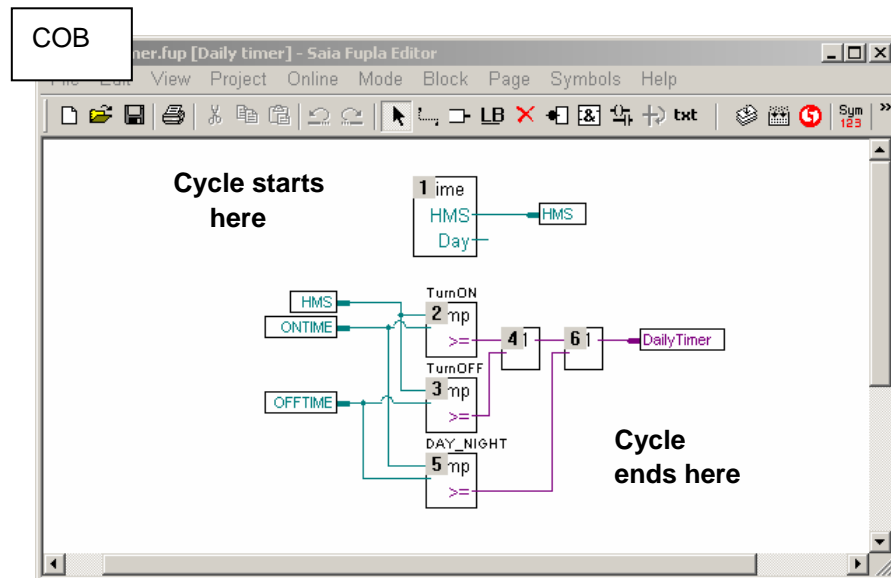 COB
mer.fup [Daily timer] - Saia Fupla Editor
File Edit View Project Online Mode Block Page Symbols Help
LB & txt Sym 123 »
Cycle starts
here
1 ime
HMS HMS
Day
HMS
ONTIME
TurnON
2 mp
>=
4 1
6 1
DailyTimer
TurnOFF
3 mp
>=
OFFTIME
DAY_NIGHT
5 mp
>=
Cycle
ends here